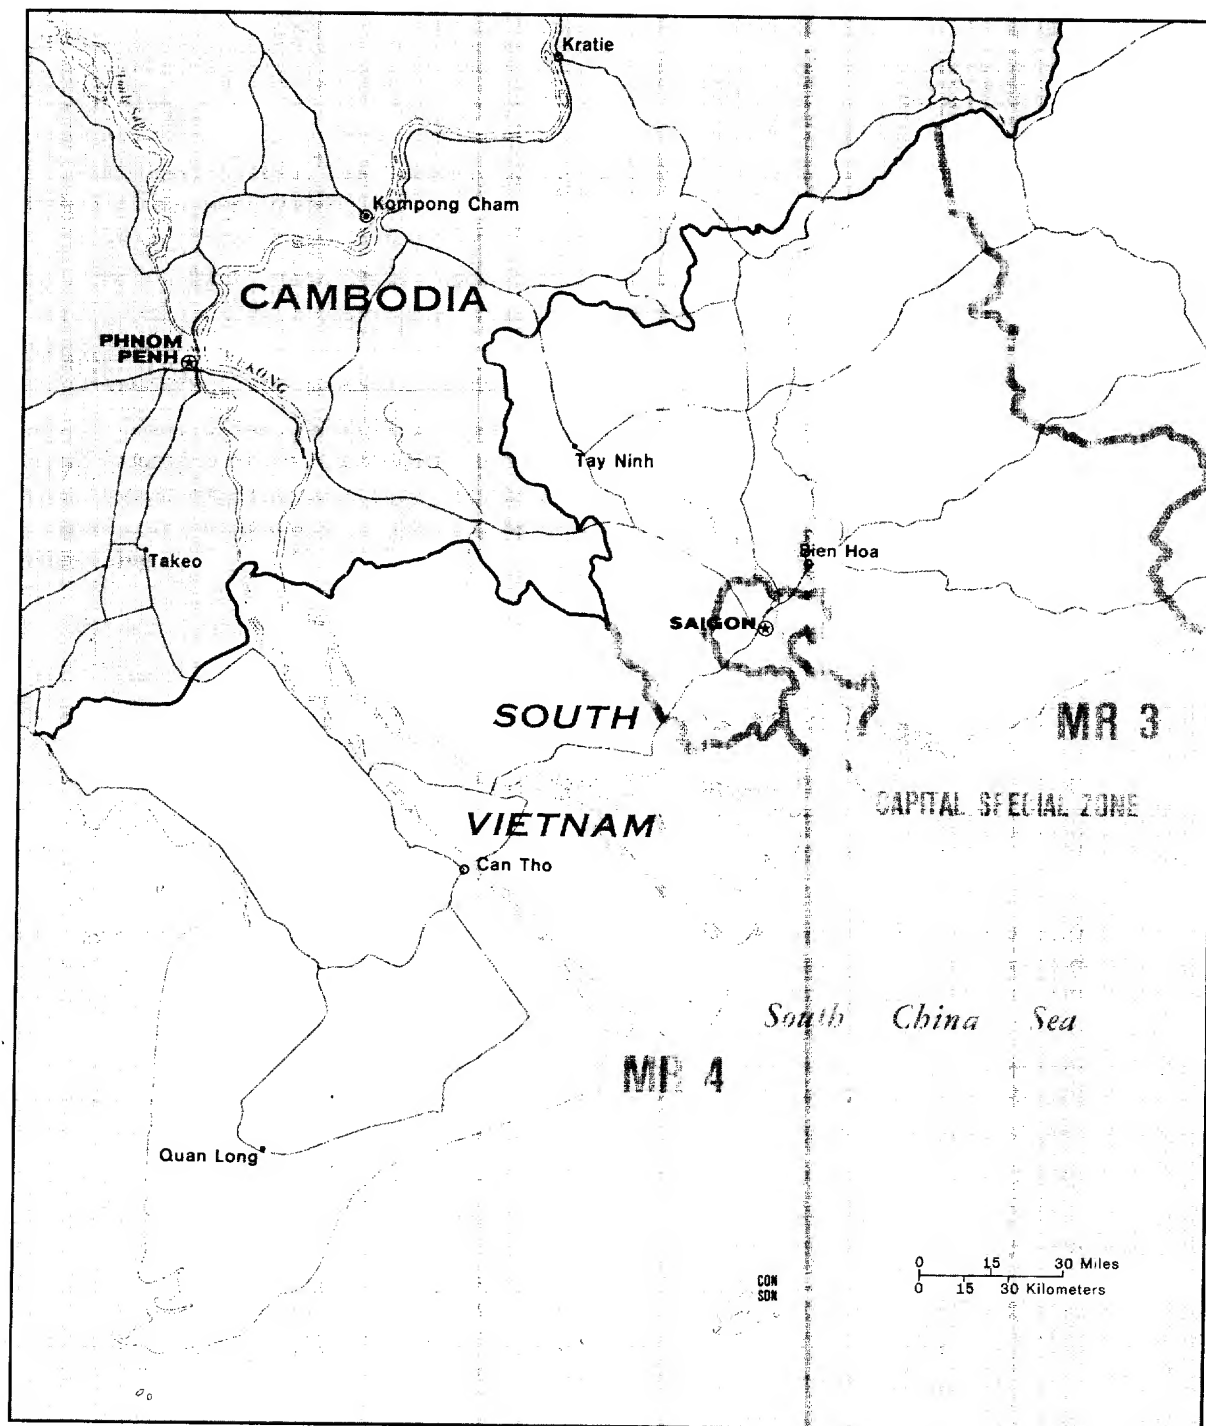 Kratie
Kompong Cham
CAMBODIA
PHNOM
PENH
MEKONG
Tay Ninh
Bien Hoa
Takeo
SAIGON
SOUTH
MR 3
CAPITAL SPECIAL ZONE
VIETNAM
Can Tho
South China Sea
MR 4
Quan Long
CON
SON
0 15 30 Miles
0 15 30 Kilometers